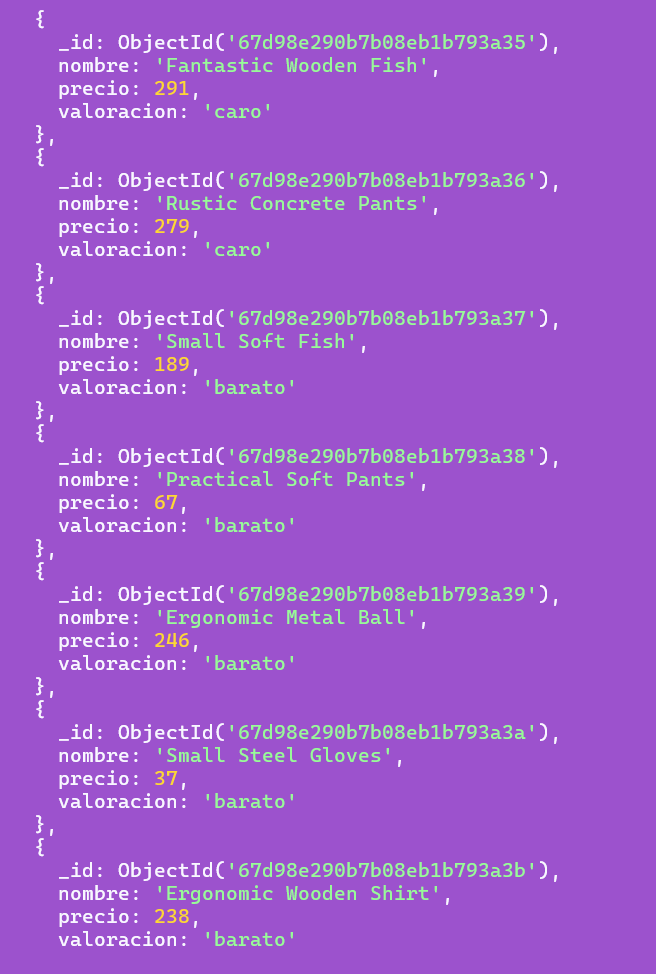 {
_id: ObjectId('67d98e290b7b08eb1b793a35'),
nombre: 'Fantastic Wooden Fish',
precio: 291,
valoracion: 'caro'
},
{
_id: ObjectId('67d98e290b7b08eb1b793a36'),
nombre: 'Rustic Concrete Pants',
precio: 279,
valoracion: 'caro'
},
{
_id: ObjectId('67d98e290b7b08eb1b793a37'),
nombre: 'Small Soft Fish',
precio: 189,
valoracion: 'barato'
},
{
_id: ObjectId('67d98e290b7b08eb1b793a38'),
nombre: 'Practical Soft Pants',
precio: 67,
valoracion: 'barato'
},
{
_id: ObjectId('67d98e290b7b08eb1b793a39'),
nombre: 'Ergonomic Metal Ball',
precio: 246,
valoracion: 'barato'
},
{
_id: ObjectId('67d98e290b7b08eb1b793a3a'),
nombre: 'Small Steel Gloves',
precio: 37,
valoracion: 'barato'
},
{
_id: ObjectId('67d98e290b7b08eb1b793a3b'),
nombre: 'Ergonomic Wooden Shirt',
precio: 238,
valoracion: 'barato'